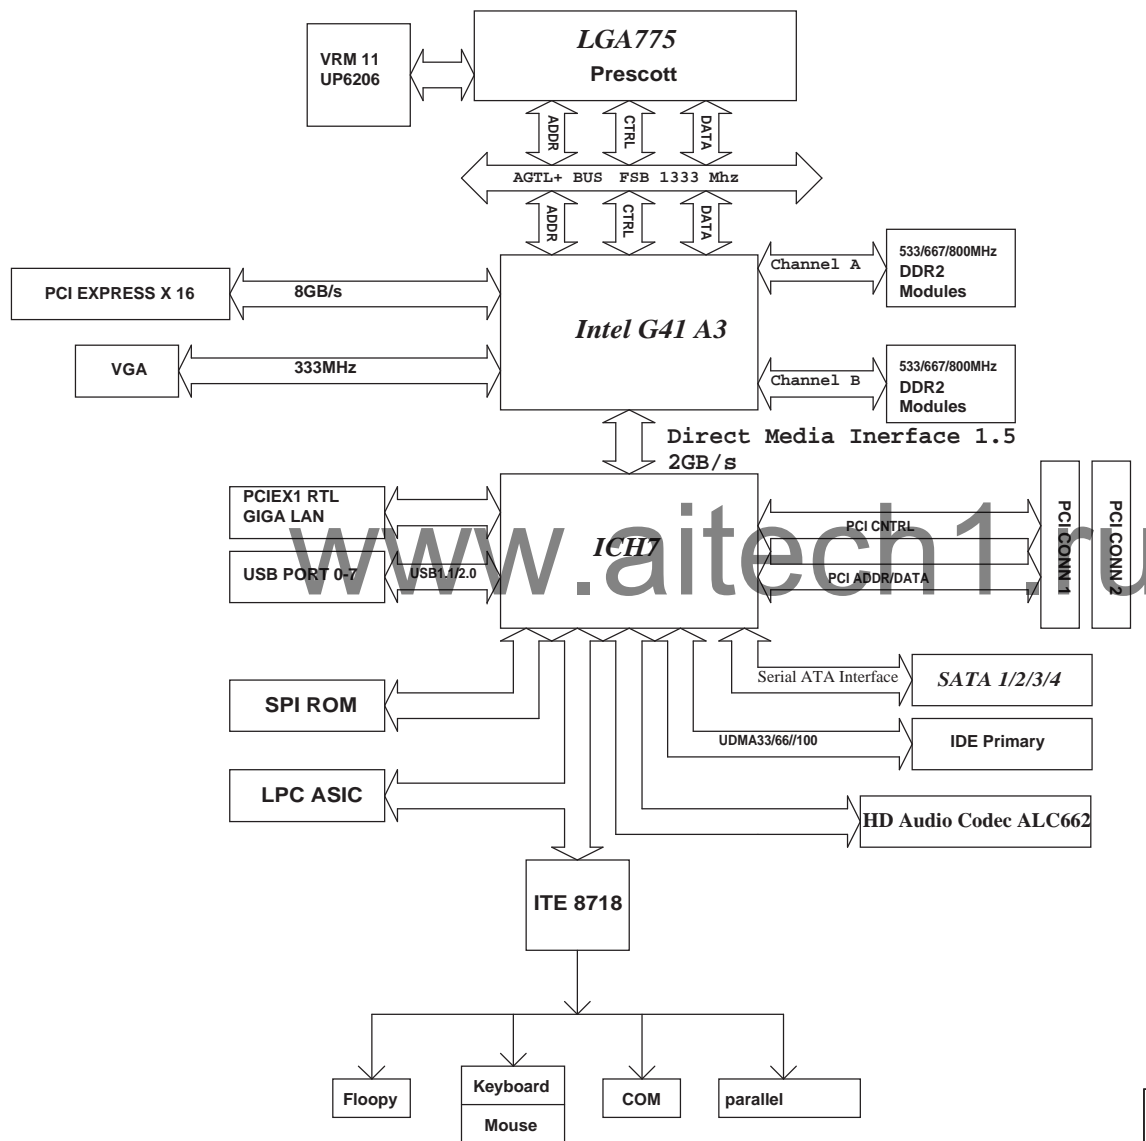 LGA775
Prescott
VRM 11
UP6206
ADDR
CTRL
DATA
AGTL+ BUS FSB 1333 Mhz
ADDR
CTRL
DATA
PCI EXPRESS X 16
8GB/s
VGA
333MHz
Intel G41 A3
Channel A
533/667/800MHz
DDR2
Modules
Channel B
533/667/800MHz
DDR2
Modules
Direct Media Inerface 1.5
2GB/s
PCIEX1 RTL
GIGA LAN
USB PORT 0-7
USB1.1/2.0
ICH7
PCI CNTRL
PCI ADDR/DATA
PCI CONN 1
PCI CONN 2
www.aitech1.ru
SPI ROM
LPC ASIC
Serial ATA Interface
SATA 1/2/3/4
UDMA33/66//100
IDE Primary
HD Audio Codec ALC662
ITE 8718
Floopy
Keyboard
Mouse
COM
parallel